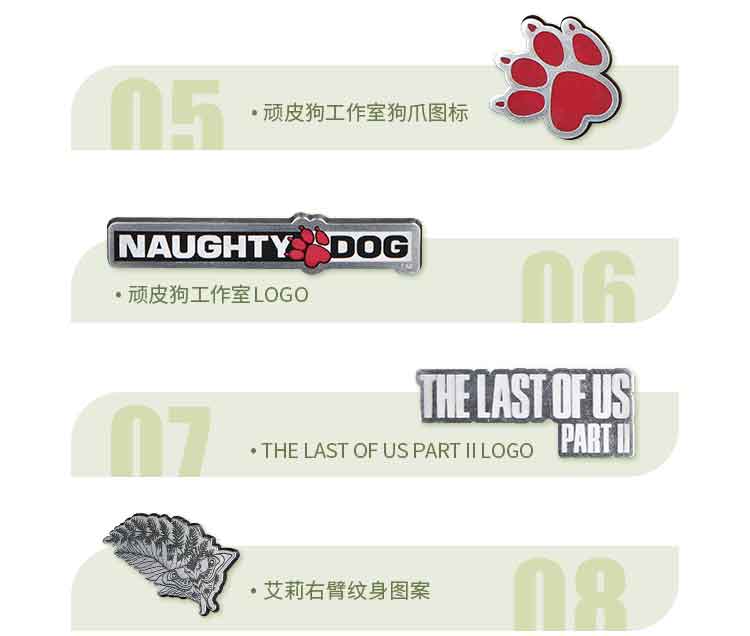 05
• 顽皮狗工作室狗爪图标
NAUGHTY DOG
TM
• 顽皮狗工作室LOGO
06
THE LAST OF US
PART II
07
• THE LAST OF US PART II LOGO
• 艾莉右臂纹身图案
08